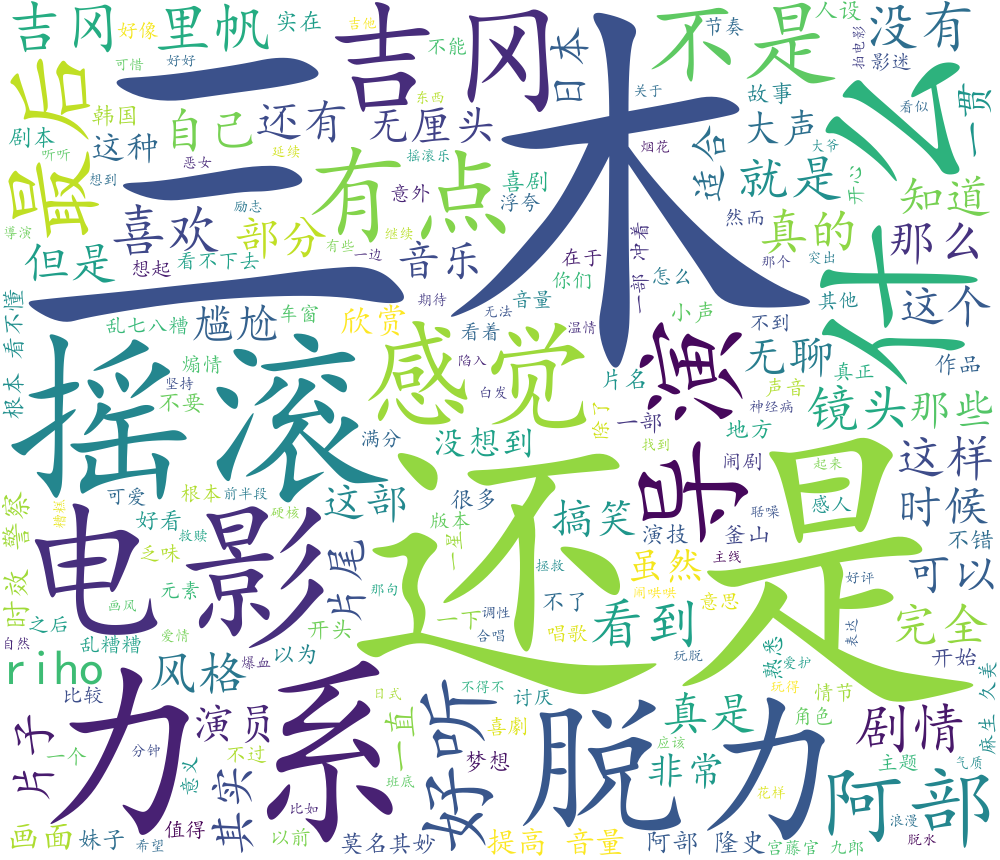 吉冈 里帆
好像
实在
吉他
吉冈
不能
日本
不是
节奏
人设
没有
拍电影
影迷
可惜
好好
最后
三木
东西
关于
什么
看似
一贯
韩国
剧本
这种
自己
还有
无厘头
故事
大声
听听
恶女
延续
摇滚乐
烟花
适合
大爷
开心
想到
喜欢
励志
有点
意外
喜剧
浮夸
就是
知道
導演
但是
想起
部分
看不下去
有些
继续
一边
音乐
在于
一部
冲着
然而
真的
那个
突出
那么
你们
怎么
看不懂
根本
乱七八糟
尴尬
车窗
欣赏
期待
看着
无法
音量
温情
小声
不到
其他
这个
煽情
坚持
不要
摇滚
感觉
陷入
白发
片名
导演
无聊
真正
声音
作品
神经病
镜头
那些
除了
一部
地方
满分
没想到
找到
闹剧
起来
这样
可爱
根本
前半段
这部
很多
搞笑
演技
釜山
感人
聒噪
时候
警察
糟糕
好看
救赎
硬核
版本
一星
还是
拯救
主线
虽然
不错
电影
乏味
片尾
那句
不了
闹哄哄
意思
好评
可以
时效
元素
画风
调性
一下
唱歌
看到
表达
完全
之后
开头
合唱
自然
乱糟糟
爱情
爆血
以为
玩脱
熟悉
爱护
开始
riho
风格
比较
力系
日式
不得不
讨厌
真是
玩得
情节
久美
麻生
片子
演员
一直
好听
喜劇
脱力
角色
剧情
一个
分钟
不过
班底
梦想
应该
非常
主题
气质
意义
其实
比如
花样
阿部
浪漫
画面
妹子
希望
值得
以前
莫名其妙
提高 音量
阿部 隆史
宫藤官 九郎
脱水